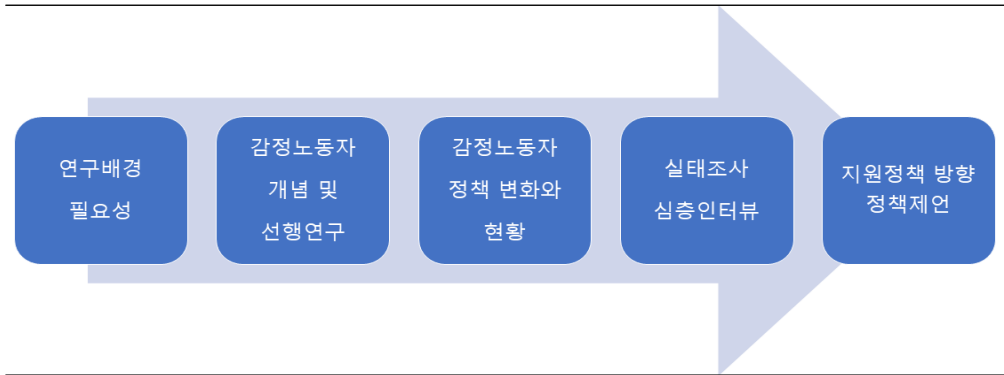 연구배경
필요성
감정노동자
개념 및
선행연구
감정노동자
정책 변화와
현황
실태조사
심층인터뷰
지원정책 방향
정책제언